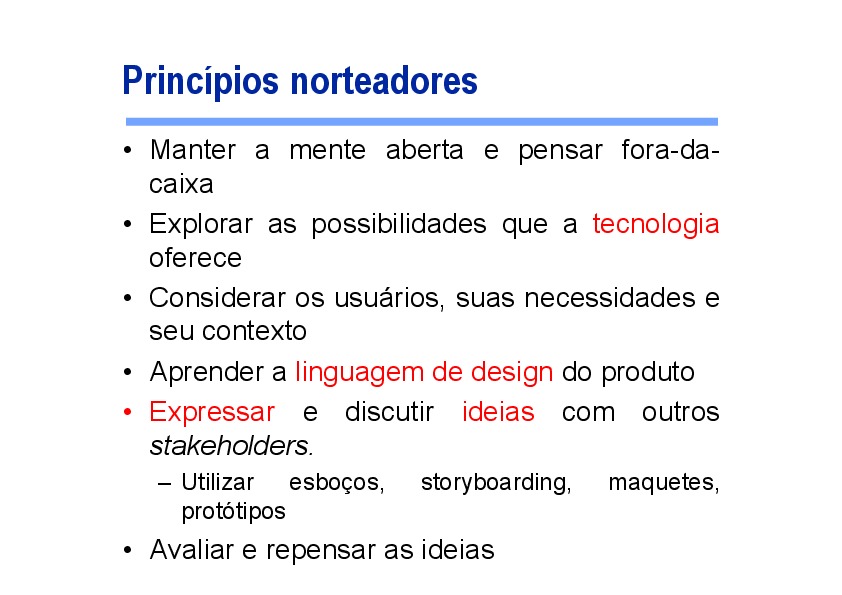 Princípios norteadores
• Manter a mente aberta e pensar fora-da-
caixa
• Explorar as possibilidades que a tecnologia
oferece
• Considerar os usuários, suas necessidades e
seu contexto
• Aprender a linguagem de design do produto
• Expressar e discutir ideias com outros
stakeholders.
– Utilizar esboços, storyboarding, maquetes,
protótipos
• Avaliar e repensar as ideias